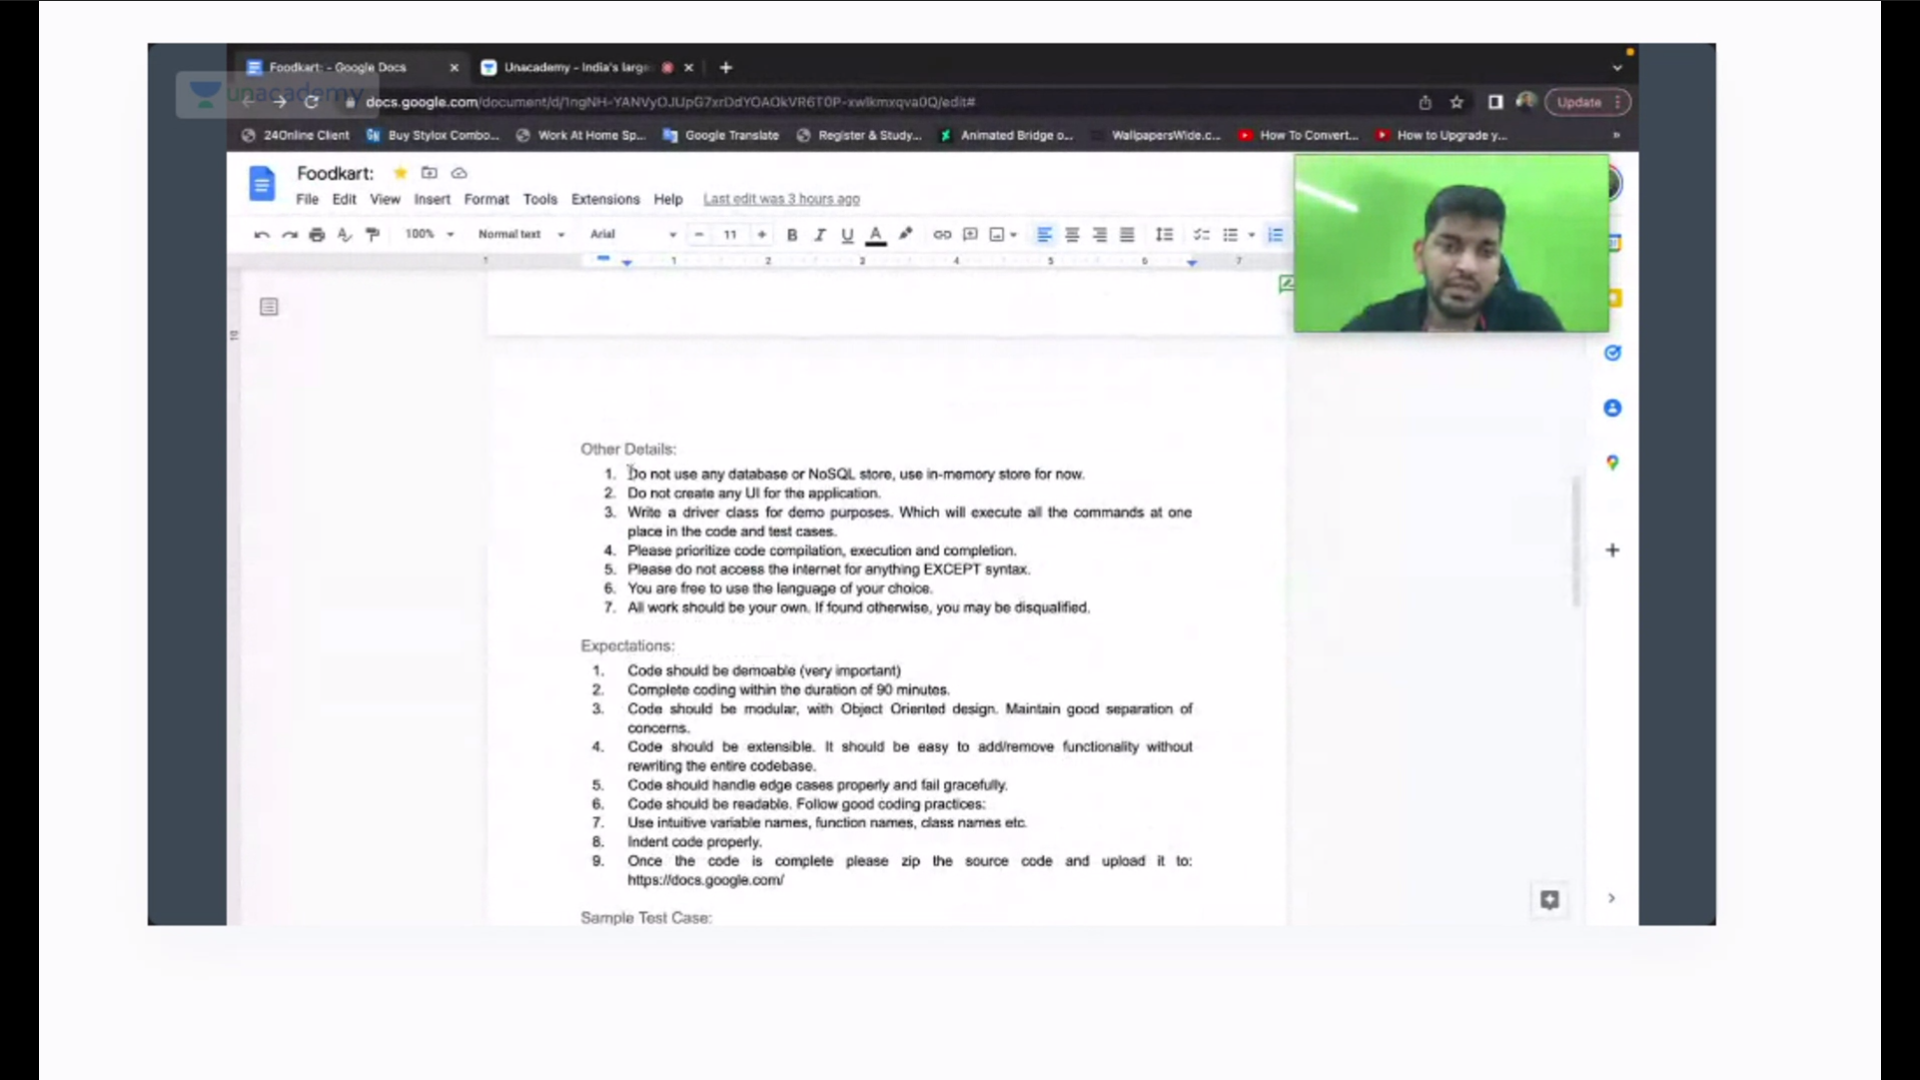 Foodkart: - Google Docs
Unacademy - India's large
unacademy
docs.google.com/document/d/1ngNH-YANVyOJUpG7xrDdYOAOkVR6T0P-xwlkmxqva0Q/edit#
Update
24Online Client
Buy Stylox Combo...
Work At Home Sp...
Google Translate
Register & Study...
Animated Bridge o...
WallpapersWide.c...
How To Convert...
How to Upgrade y...
Foodkart:
File Edit View Insert Format Tools Extensions Help Last edit was 3 hours ago
100% Normal text Arial 11
1 1 2 3 4 5 6 7
Other Details:
1. Do not use any database or NoSQL store, use in-memory store for now.
2. Do not create any UI for the application.
3. Write a driver class for demo purposes. Which will execute all the commands at one
place in the code and test cases.
4. Please prioritize code compilation, execution and completion.
5. Please do not access the internet for anything EXCEPT syntax.
6. You are free to use the language of your choice.
7. All work should be your own. If found otherwise, you may be disqualified.
Expectations:
1. Code should be demoable (very important)
2. Complete coding within the duration of 90 minutes.
3. Code should be modular, with Object Oriented design. Maintain good separation of
concerns.
4. Code should be extensible. It should be easy to add/remove functionality without
rewriting the entire codebase.
5. Code should handle edge cases properly and fail gracefully.
6. Code should be readable. Follow good coding practices:
7. Use intuitive variable names, function names, class names etc.
8. Indent code properly.
9. Once the code is complete please zip the source code and upload it to:
https://docs.google.com/
Sample Test Case: